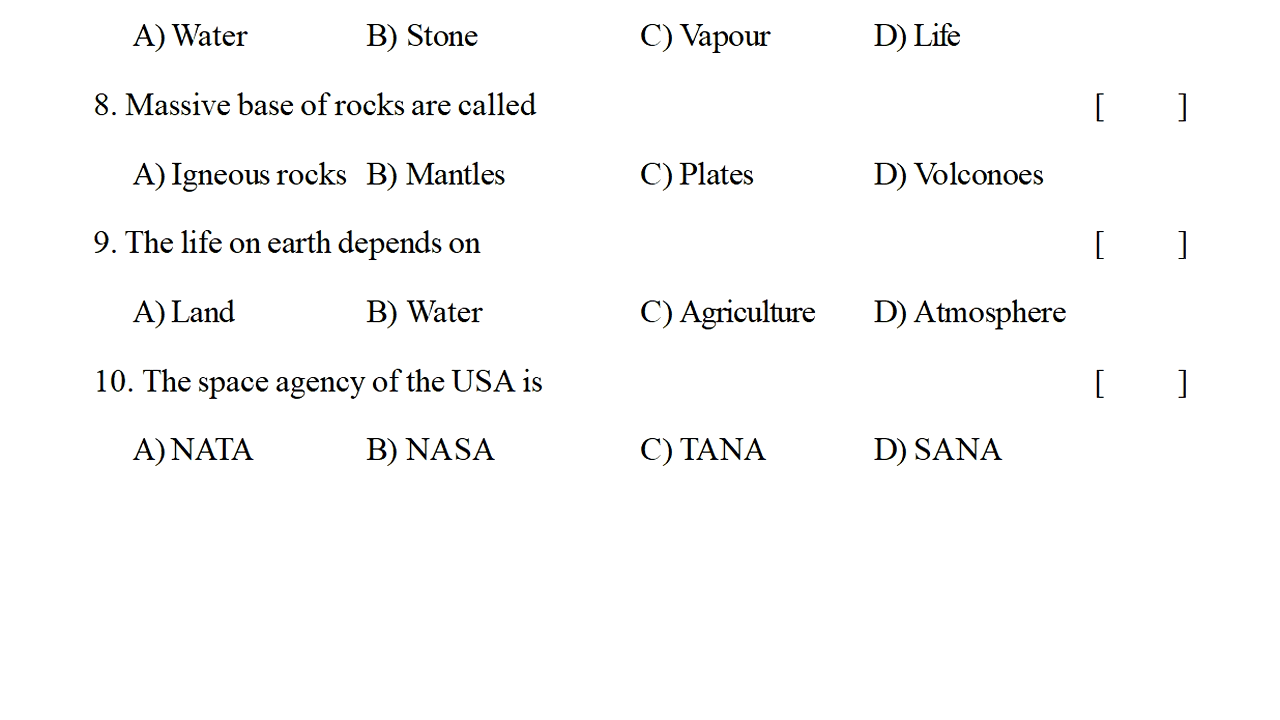 A) Water B) Stone C) Vapour D) Life
8. Massive base of rocks are called [ ]
A) Igneous rocks B) Mantles C) Plates D) Volconoes
9. The life on earth depends on [ ]
A) Land B) Water C) Agriculture D) Atmosphere
10. The space agency of the USA is [ ]
A) NATA B) NASA C) TANA D) SANA